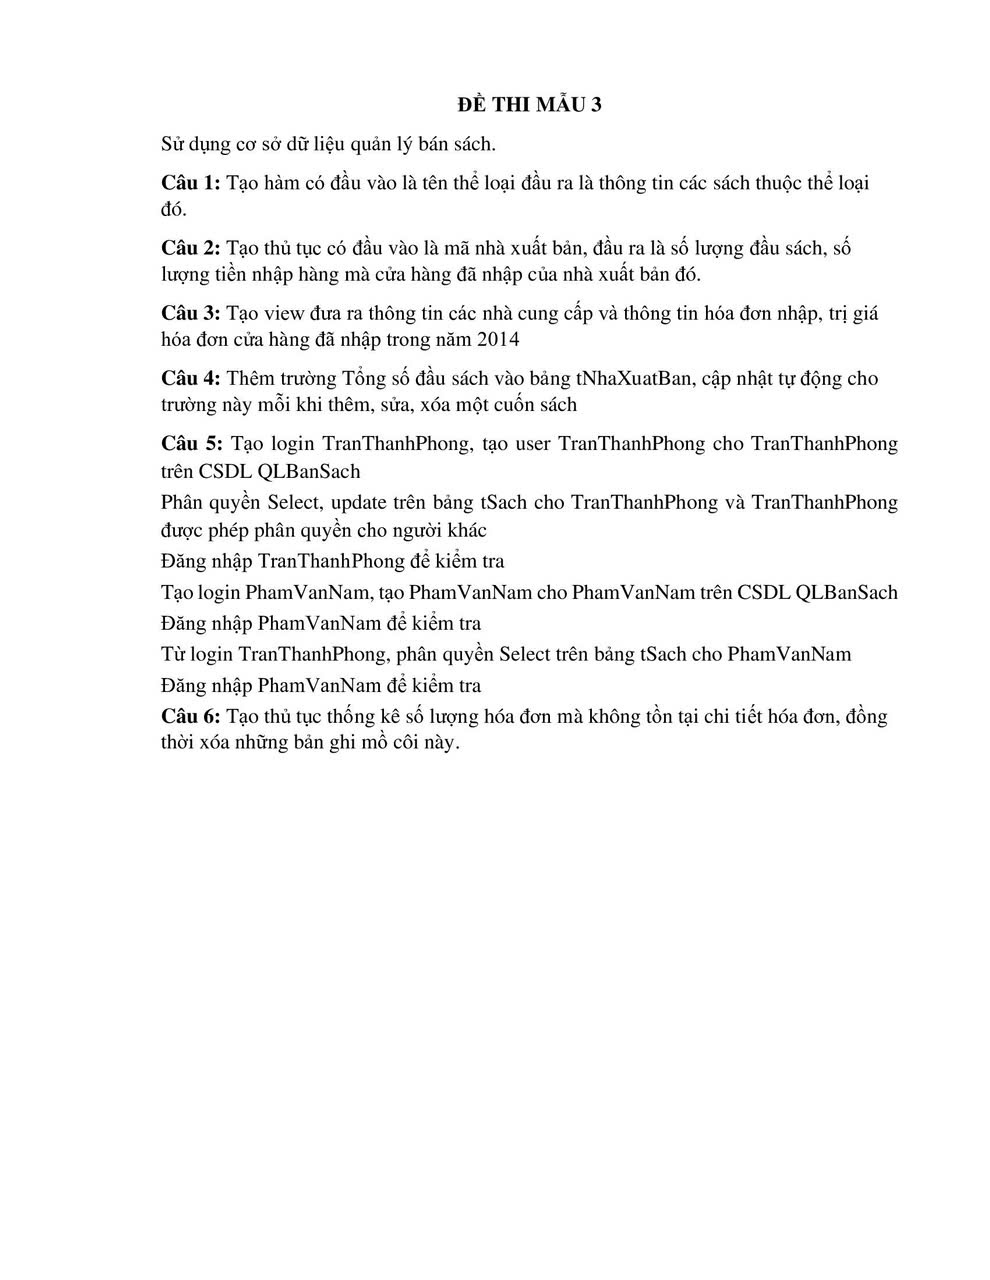 ĐỀ THI MẪU 3
Sử dụng cơ sở dữ liệu quản lý bán sách.
Câu 1: Tạo hàm có đầu vào là tên thể loại đầu ra là thông tin các sách thuộc thể loại
đó.
Câu 2: Tạo thủ tục có đầu vào là mã nhà xuất bản, đầu ra là số lượng đầu sách, số
lượng tiền nhập hàng mà cửa hàng đã nhập của nhà xuất bản đó.
Câu 3: Tạo view đưa ra thông tin các nhà cung cấp và thông tin hóa đơn nhập, trị giá
hóa đơn cửa hàng đã nhập trong năm 2014
Câu 4: Thêm trường Tổng số đầu sách vào bảng tNhaXuatBan, cập nhật tự động cho
trường này mỗi khi thêm, sửa, xóa một cuốn sách
Câu 5: Tạo login TranThanhPhong, tạo user TranThanhPhong cho TranThanhPhong
trên CSDL QLBanSach
Phân quyền Select, update trên bảng tSach cho TranThanhPhong và TranThanhPhong
được phép phân quyền cho người khác
Đăng nhập TranThanhPhong để kiểm tra
Tạo login PhamVanNam, tạo PhamVanNam cho PhamVanNam trên CSDL QLBanSach
Đăng nhập PhamVanNam để kiểm tra
Từ login TranThanhPhong, phân quyền Select trên bảng tSach cho PhamVanNam
Đăng nhập PhamVanNam để kiểm tra
Câu 6: Tạo thủ tục thống kê số lượng hóa đơn mà không tồn tại chi tiết hóa đơn, đồng
thời xóa những bản ghi mồ côi này.